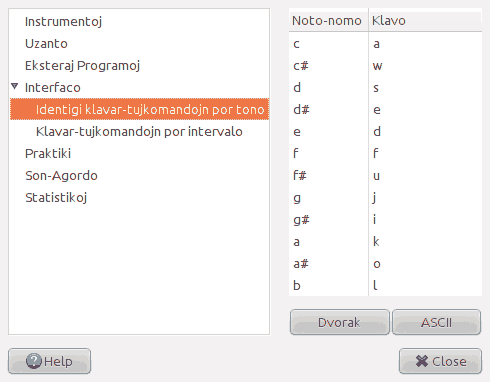 Instrumentoj
Uzanto
Eksteraj Programoj
Interfaco
Identigi klavar-tujkomandojn por tono
Klavar-tujkomandojn por intervalo
Praktiki
Son-Agordo
Statistikoj
Noto-nomo Klavo
c a
c# w
d s
d# e
e d
f f
f# u
g j
g# i
a k
a# o
b l
Dvorak ASCII
Help Close